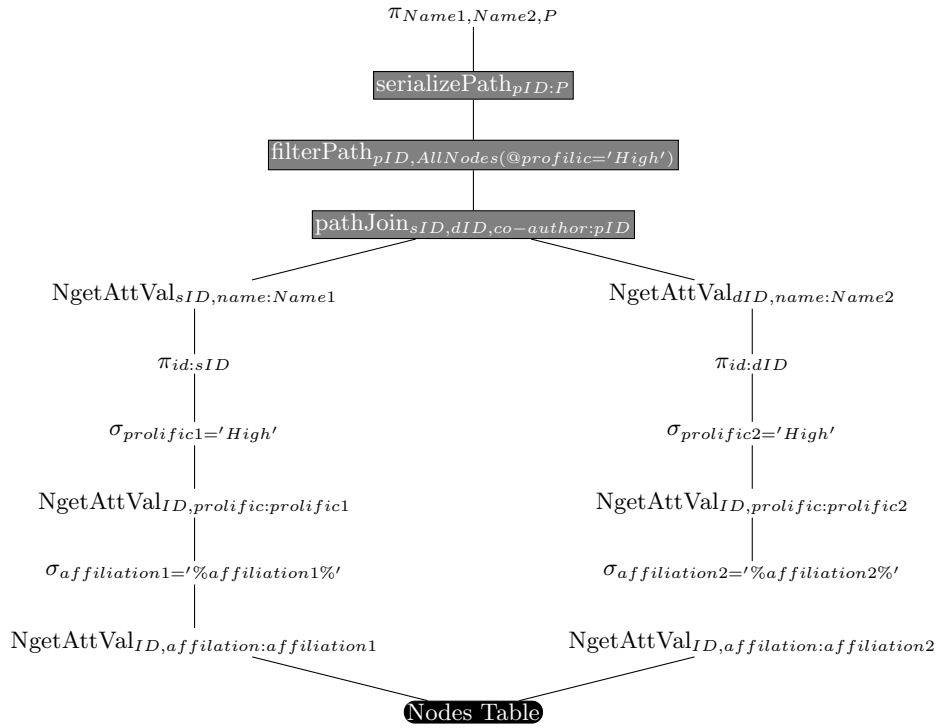 π_{Name1,Name2,P}
serializePath_{pID:P}
filterPath_{pID,AllNodes(@profilic='High')}
pathJoin_{sID,dID,co−author:pID}
NgetAttVal_{sID,name:Name1} NgetAttVal_{dID,name:Name2}
π_{id:sID} π_{id:dID}
σ_{prolific1='High'} σ_{prolific2='High'}
NgetAttVal_{ID,prolific:prolific1} NgetAttVal_{ID,prolific:prolific2}
σ_{affiliation1='%affiliation1%'} σ_{affiliation2='%affiliation2%'}
NgetAttVal_{ID,affilation:affiliation1} NgetAttVal_{ID,affilation:affiliation2}
Nodes Table